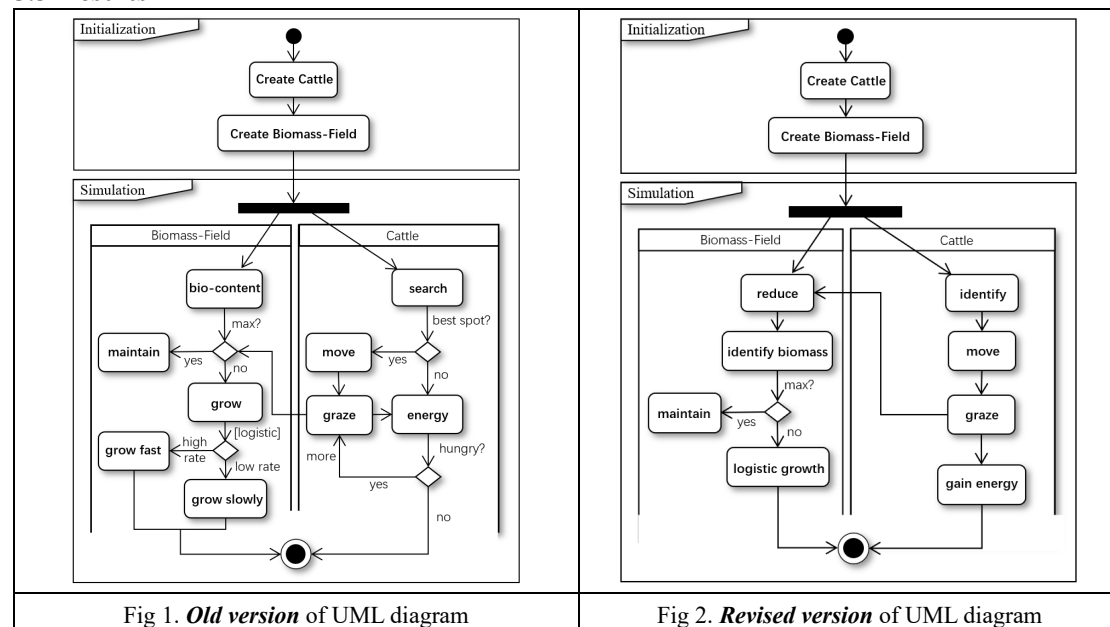 Initialization
Create Cattle
Create Biomass-Field
Simulation
Biomass-Field
Cattle
bio-content
search
max?
best spot?
maintain
yes
no
move
yes
no
grow
graze
energy
[logistic]
grow fast
high
rate
low rate
more
hungry?
yes
grow slowly
no
Fig 1. Old version of UML diagram
Initialization
Create Cattle
Create Biomass-Field
Simulation
Biomass-Field
Cattle
reduce
identify
identify biomass
move
max?
maintain
yes
no
graze
logistic growth
gain energy
Fig 2. Revised version of UML diagram